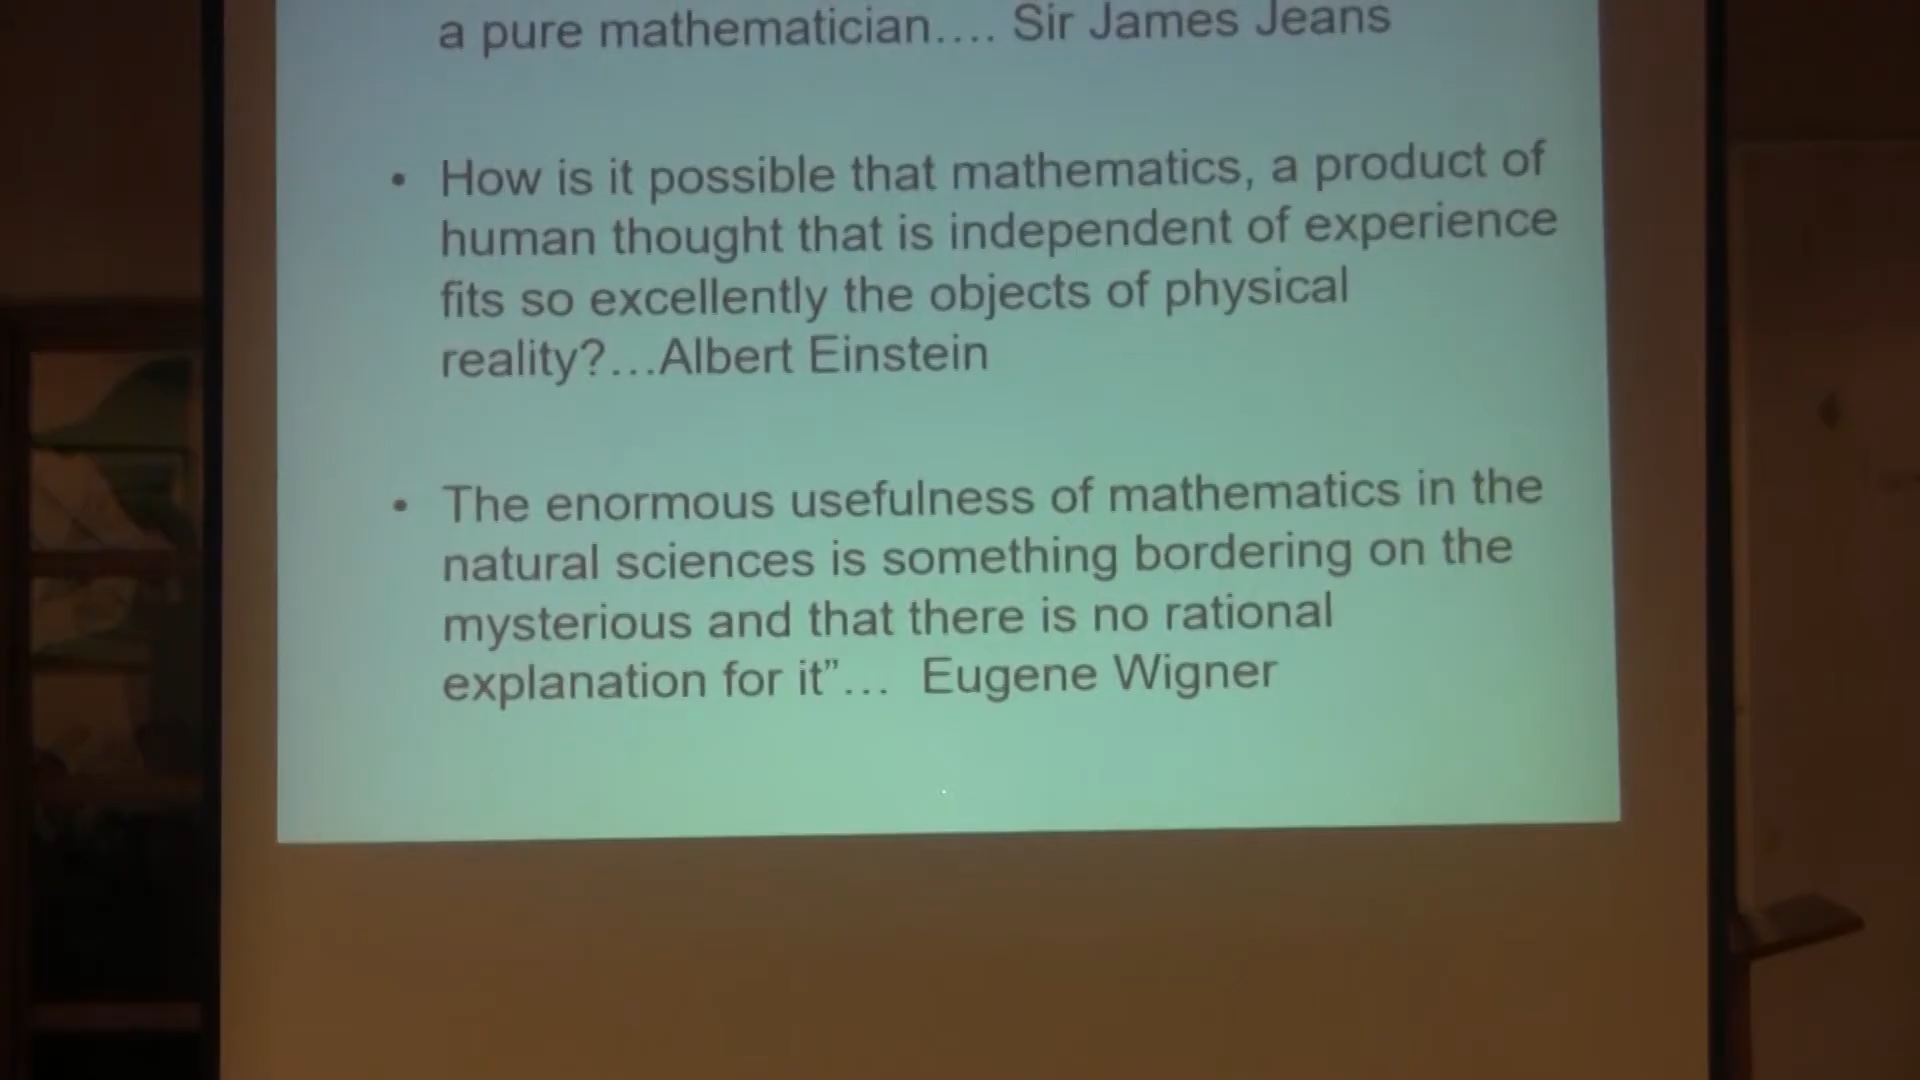 a pure mathematician.... Sir James Jeans
• How is it possible that mathematics, a product of
human thought that is independent of experience
fits so excellently the objects of physical
reality?...Albert Einstein
• The enormous usefulness of mathematics in the
natural sciences is something bordering on the
mysterious and that there is no rational
explanation for it”... Eugene Wigner